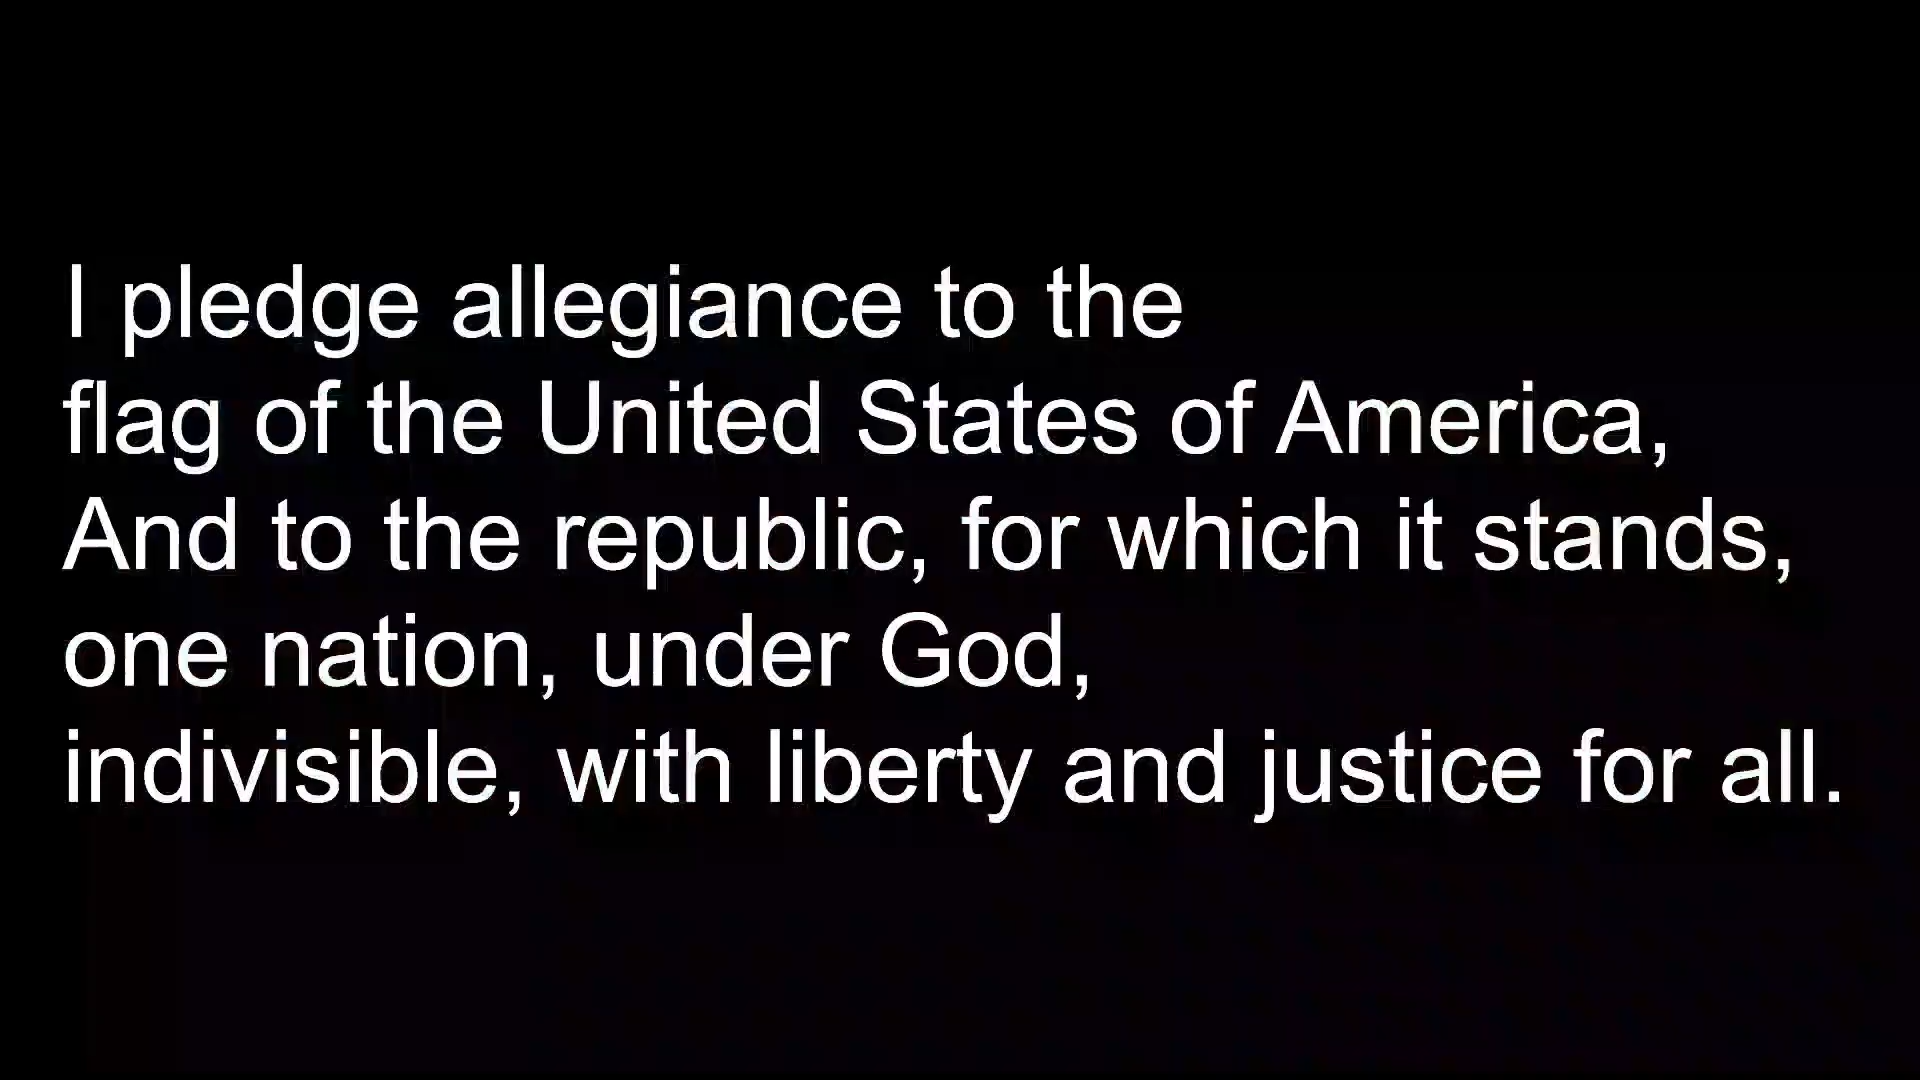 I pledge allegiance to the
flag of the United States of America,
And to the republic, for which it stands,
one nation, under God,
indivisible, with liberty and justice for all.